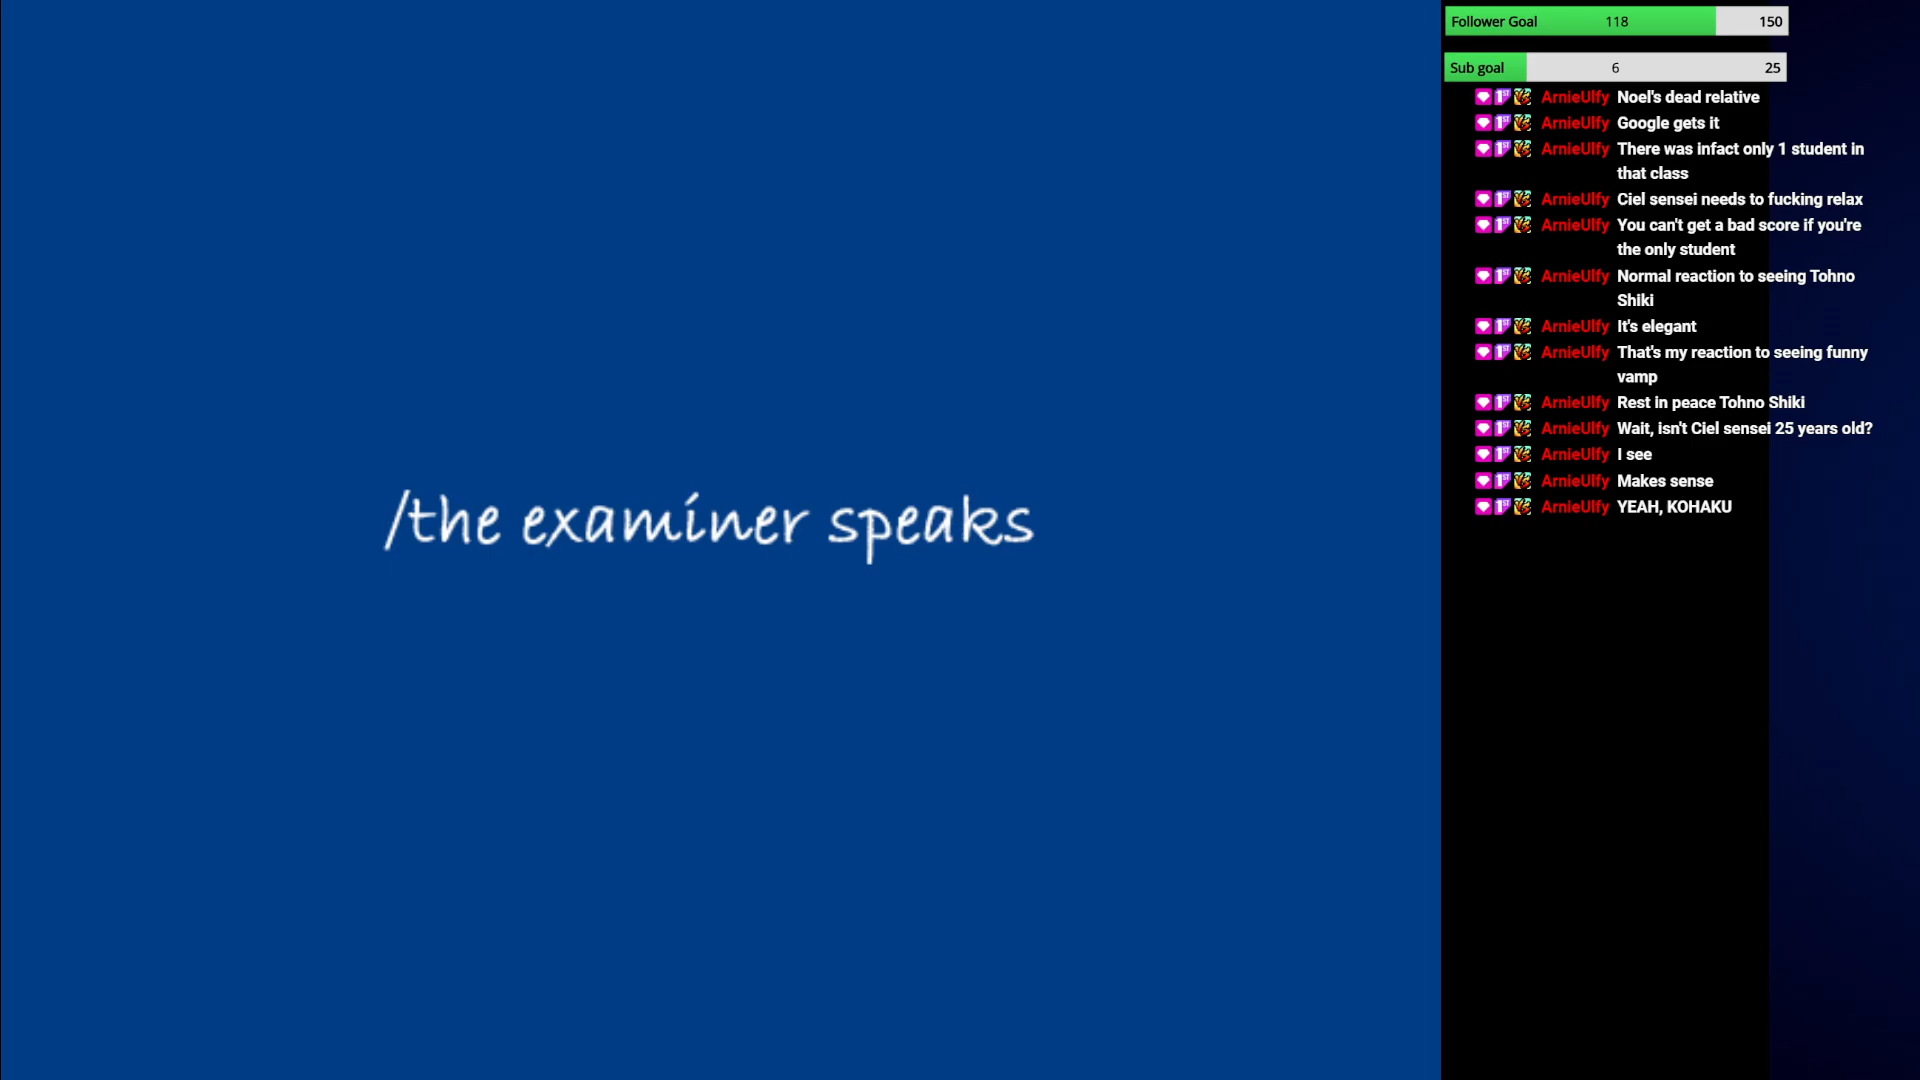 /the examiner speaks
Follower Goal 118 150
Sub goal 6 25
ArnieUlfy Noel's dead relative
ArnieUlfy Google gets it
ArnieUlfy There was infact only 1 student in
that class
ArnieUlfy Ciel sensei needs to fucking relax
ArnieUlfy You can't get a bad score if you're
the only student
ArnieUlfy Normal reaction to seeing Tohno
Shiki
ArnieUlfy It's elegant
ArnieUlfy That's my reaction to seeing funny
vamp
ArnieUlfy Rest in peace Tohno Shiki
ArnieUlfy Wait, isn't Ciel sensei 25 years old?
ArnieUlfy I see
ArnieUlfy Makes sense
ArnieUlfy YEAH, KOHAKU